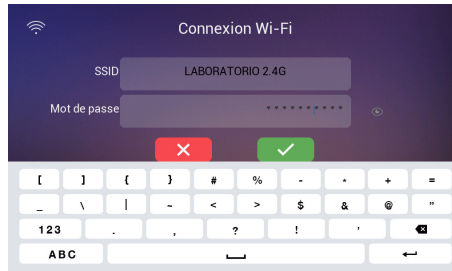 Connexion Wi-Fi
SSID LABORATORIO 2.4G
Mot de passe **********
[ ] { } # % - * + =
_ \ | ~ < > $ & @ "
123 . , ? ! '
ABC